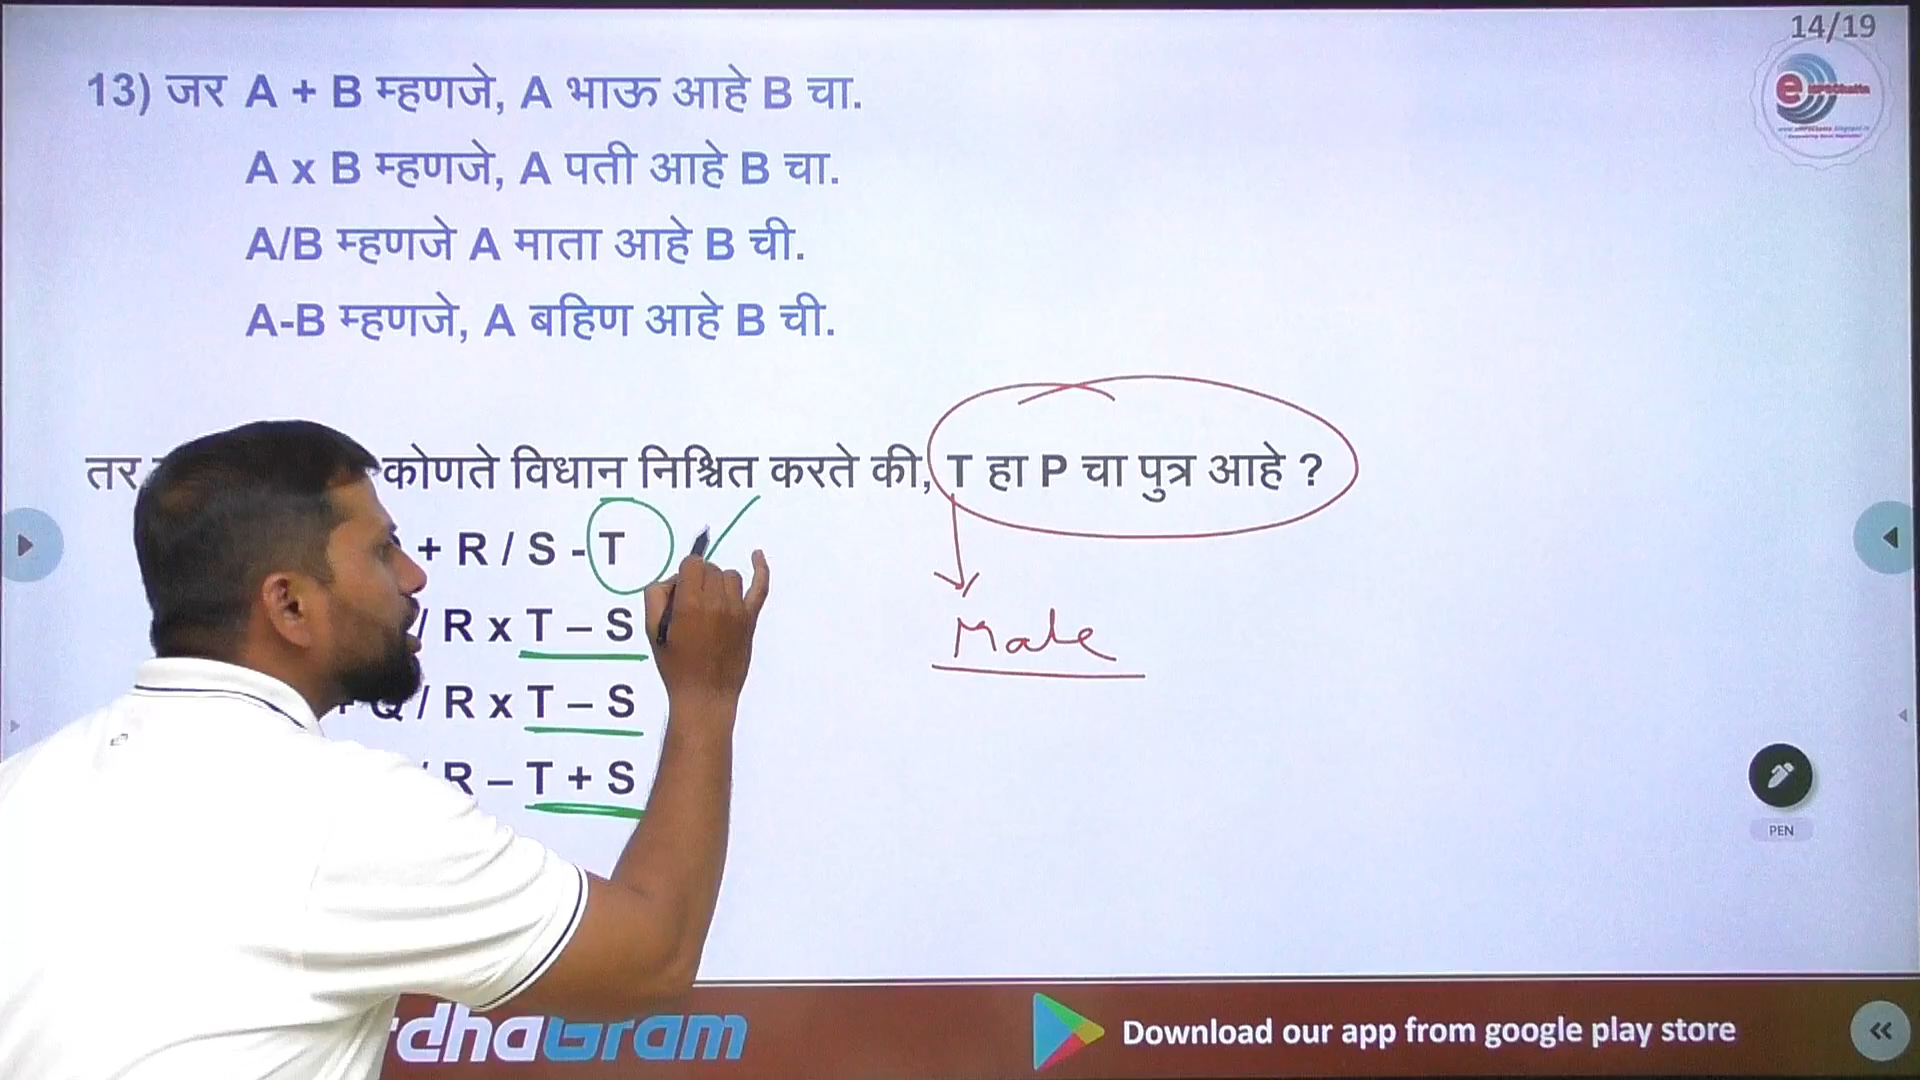 14/19
13) जर A + B म्हणजे, A भाऊ आहे B चा.
A x B म्हणजे, A पती आहे B चा.
A/B म्हणजे A माता आहे B ची.
A-B म्हणजे, A बहिण आहे B ची.
तर कोणते विधान निश्चित करते की, T हा P चा पुत्र आहे ?
+ R / S - T
/ R x T – S
Q / R x T – S
R – T + S
Male
PEN
Download our app from google play store